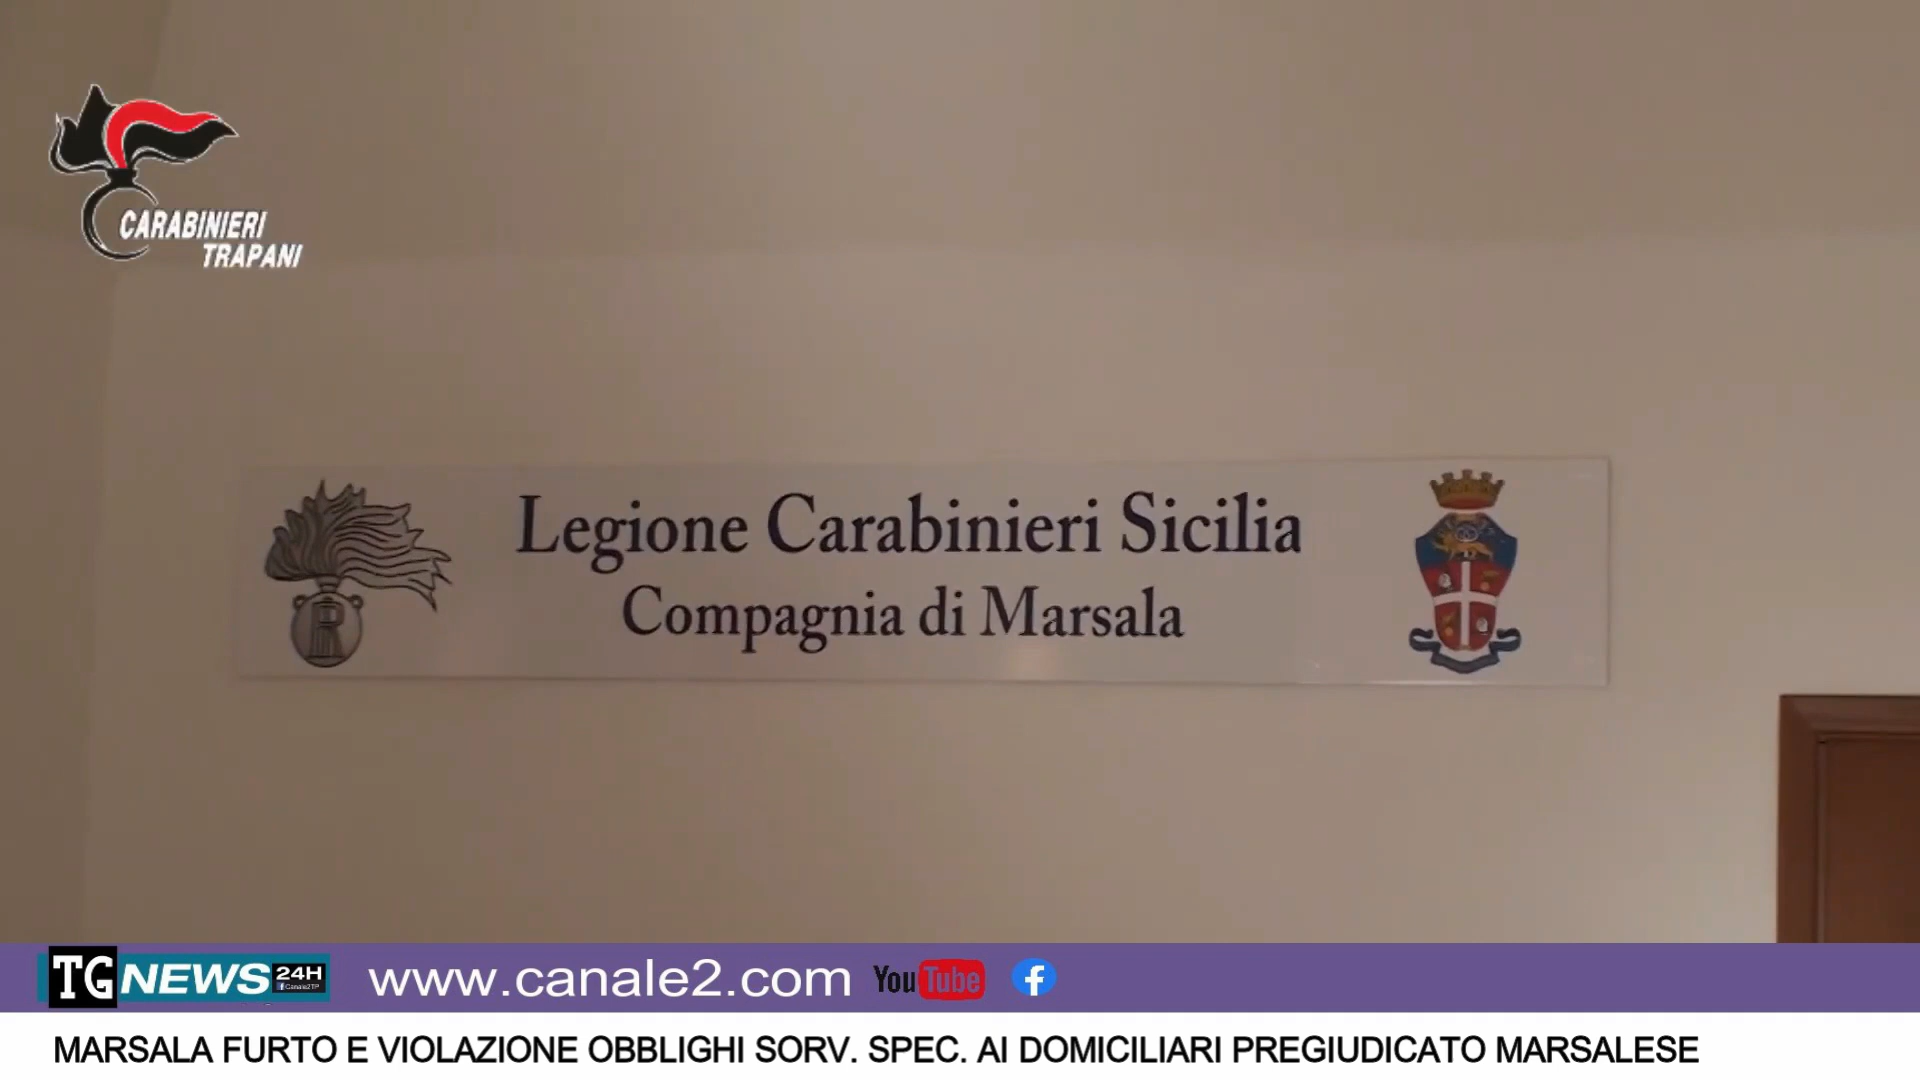 CARABINIERI
TRAPANI
Legione Carabinieri Sicilia
Compagnia di Marsala
TG NEWS 24H
Canale2TP
www.canale2.com YouTube
MARSALA FURTO E VIOLAZIONE OBBLIGHI SORV. SPEC. AI DOMICILIARI PREGIUDICATO MARSALESE